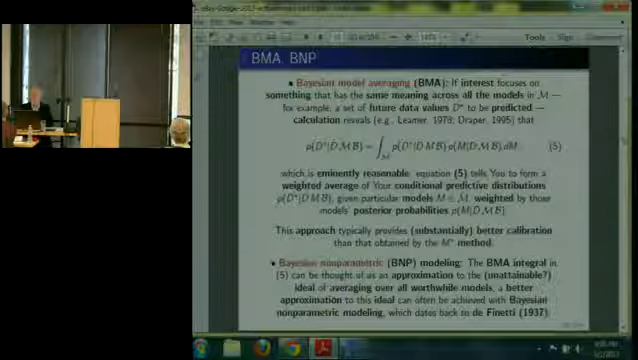 Tools
Sign
Comment
BMA, BNP
• Bayesian model averaging (BMA): If interest focuses on
something that has the same meaning across all the models in ℳ —
for example, a set of future data values D* to be predicted —
calculation reveals (e.g., Leamer, 1978; Draper, 1995) that
p(D*|D ℳ B) = ∫_ℳ p(D*|D M B) p(M|D ℳ B) dM, (5)
which is eminently reasonable: equation (5) tells You to form a
weighted average of Your conditional predictive distributions
p(D*|D M B), given particular models M ∈ ℳ, weighted by those
models' posterior probabilities p(M|D ℳ B).
This approach typically provides (substantially) better calibration
than that obtained by the M* method.
• Bayesian nonparametric (BNP) modeling: The BMA integral in
(5) can be thought of as an approximation to the (unattainable?)
ideal of averaging over all worthwhile models; a better
approximation to this ideal can often be achieved with Bayesian
nonparametric modeling, which dates back to de Finetti (1937).